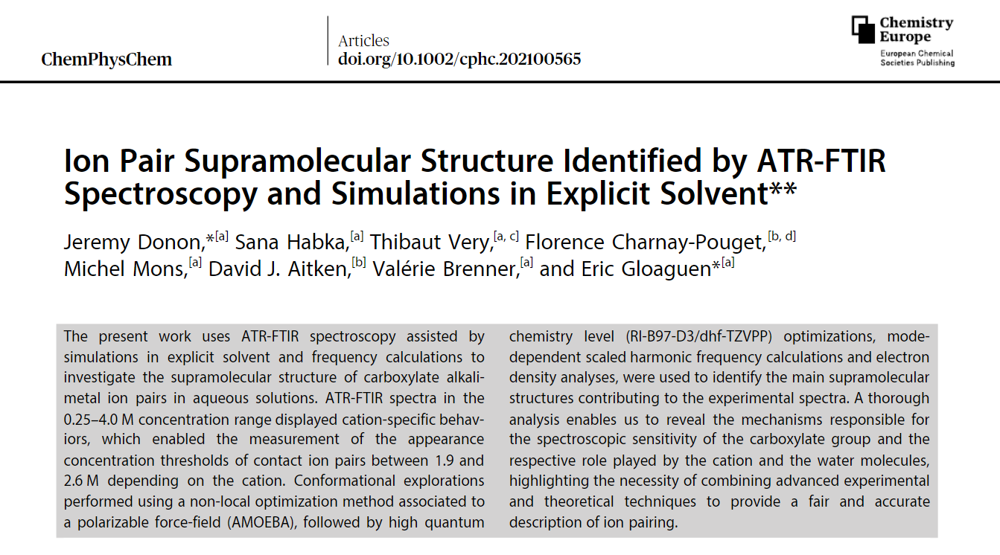 ChemPhysChem
Articles
doi.org/10.1002/cphc.202100565
Chemistry
Europe
European Chemical
Societies Publishing
Ion Pair Supramolecular Structure Identified by ATR-FTIR
Spectroscopy and Simulations in Explicit Solvent**
Jeremy Donon,*[a] Sana Habka,[a] Thibaut Very,[a, c] Florence Charnay-Pouget,[b, d]
Michel Mons,[a] David J. Aitken,[b] Valérie Brenner,[a] and Eric Gloaguen*[a]
The present work uses ATR-FTIR spectroscopy assisted by
simulations in explicit solvent and frequency calculations to
investigate the supramolecular structure of carboxylate alkali-
metal ion pairs in aqueous solutions. ATR-FTIR spectra in the
0.25–4.0 M concentration range displayed cation-specific behav-
iors, which enabled the measurement of the appearance
concentration thresholds of contact ion pairs between 1.9 and
2.6 M depending on the cation. Conformational explorations
performed using a non-local optimization method associated to
a polarizable force-field (AMOEBA), followed by high quantum
chemistry level (RI-B97-D3/dhf-TZVPP) optimizations, mode-
dependent scaled harmonic frequency calculations and electron
density analyses, were used to identify the main supramolecular
structures contributing to the experimental spectra. A thorough
analysis enables us to reveal the mechanisms responsible for
the spectroscopic sensitivity of the carboxylate group and the
respective role played by the cation and the water molecules,
highlighting the necessity of combining advanced experimental
and theoretical techniques to provide a fair and accurate
description of ion pairing.